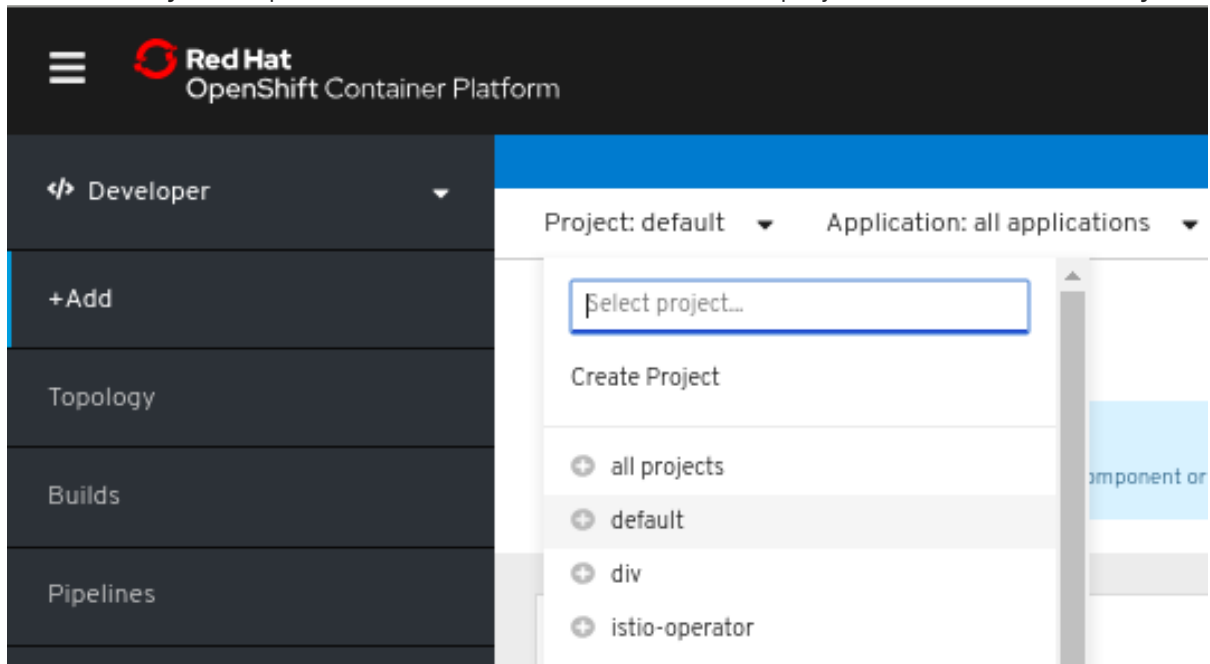 Red Hat
OpenShift Container Platform
</> Developer
Project: default
Application: all applications
+Add
Select project...
Create Project
Topology
all projects
omponent or
Builds
default
div
Pipelines
istio-operator